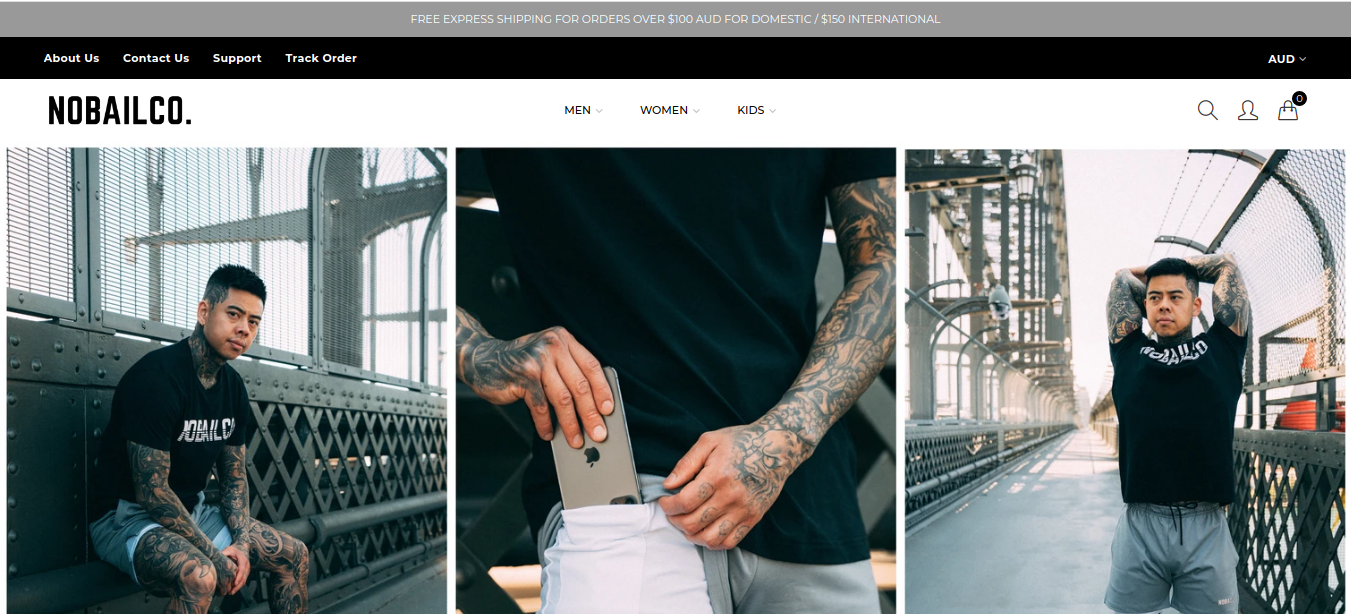 FREE EXPRESS SHIPPING FOR ORDERS OVER $100 AUD FOR DOMESTIC / $150 INTERNATIONAL
About Us Contact Us Support Track Order AUD
NOBAILCO. MEN WOMEN KIDS 0
NOBAILCO
NOBAILCO